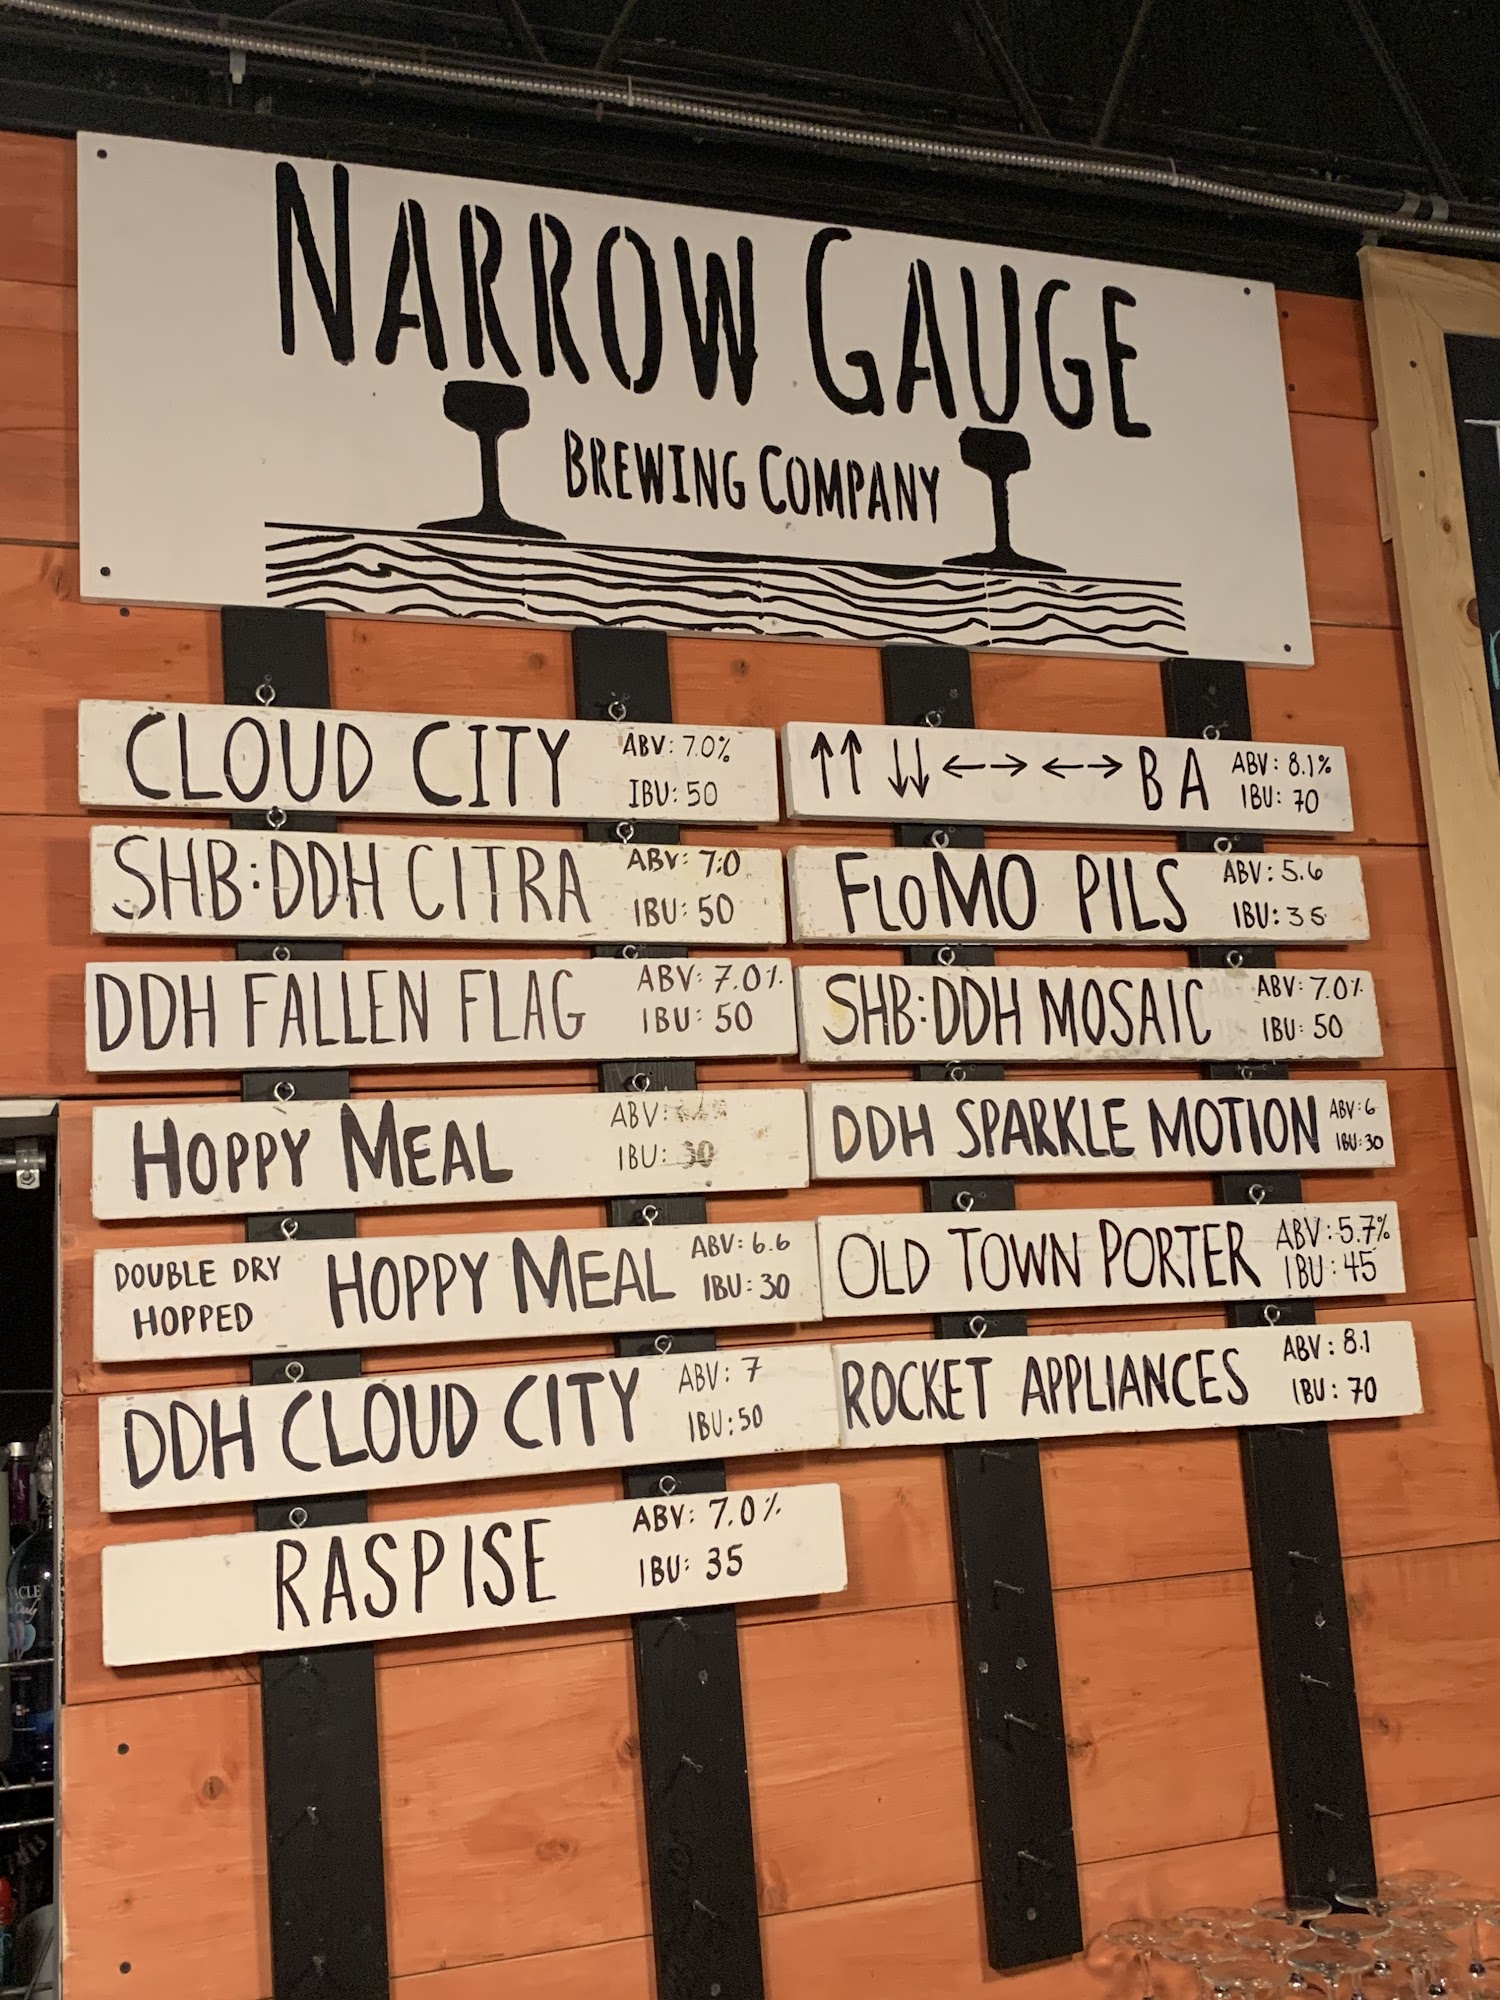 NARROW GAUGE
BREWING COMPANY
CLOUD CITY
ABV: 7.0%
IBU: 50
SHB:DDH CITRA
ABV: 7.0
IBU: 50
DDH FALLEN FLAG
ABV: 7.0%
IBU: 50
HOPPY MEAL
ABV:
IBU: 30
DOUBLE DRY
HOPPED
HOPPY MEAL
ABV: 6.6
IBU: 30
DDH CLOUD CITY
ABV: 7
IBU: 50
RASPISE
ABV: 7.0%
IBU: 35
↑↑ ↓↓ ←→ ←→ BA
ABV: 8.1%
IBU: 70
FLOMO PILS
ABV: 5.6
IBU: 35
SHB:DDH MOSAIC
ABV: 7.0%
IBU: 50
DDH SPARKLE MOTION
ABV: 6
IBU: 30
OLD TOWN PORTER
ABV: 5.7%
IBU: 45
ROCKET APPLIANCES
ABV: 8.1
IBU: 70